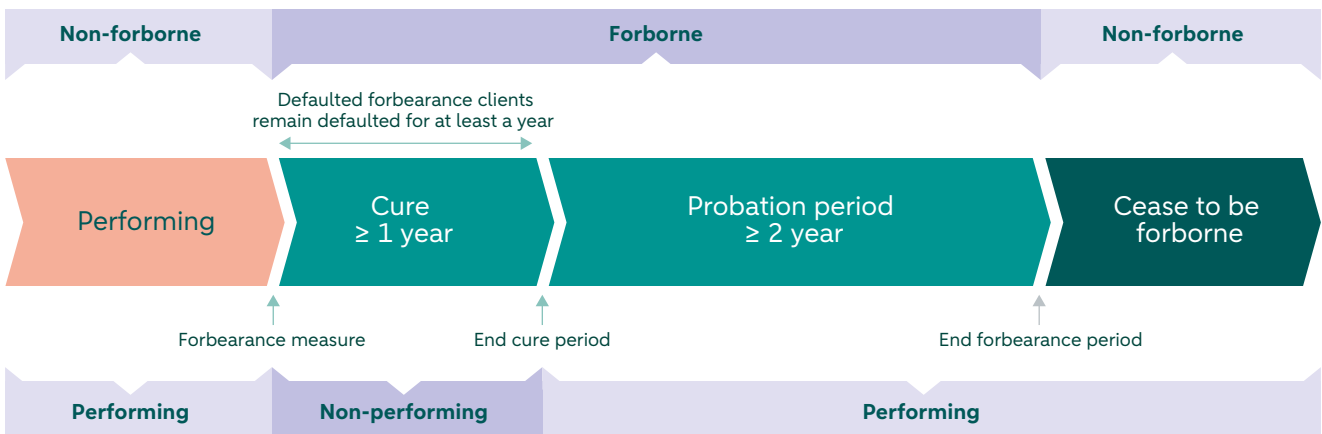 Non-forborne
Forborne
Non-forborne
Defaulted forbearance clients
remain defaulted for at least a year
Performing
Cure
≥ 1 year
Probation period
≥ 2 year
Cease to be
forborne
Forbearance measure
End cure period
End forbearance period
Performing
Non-performing
Performing